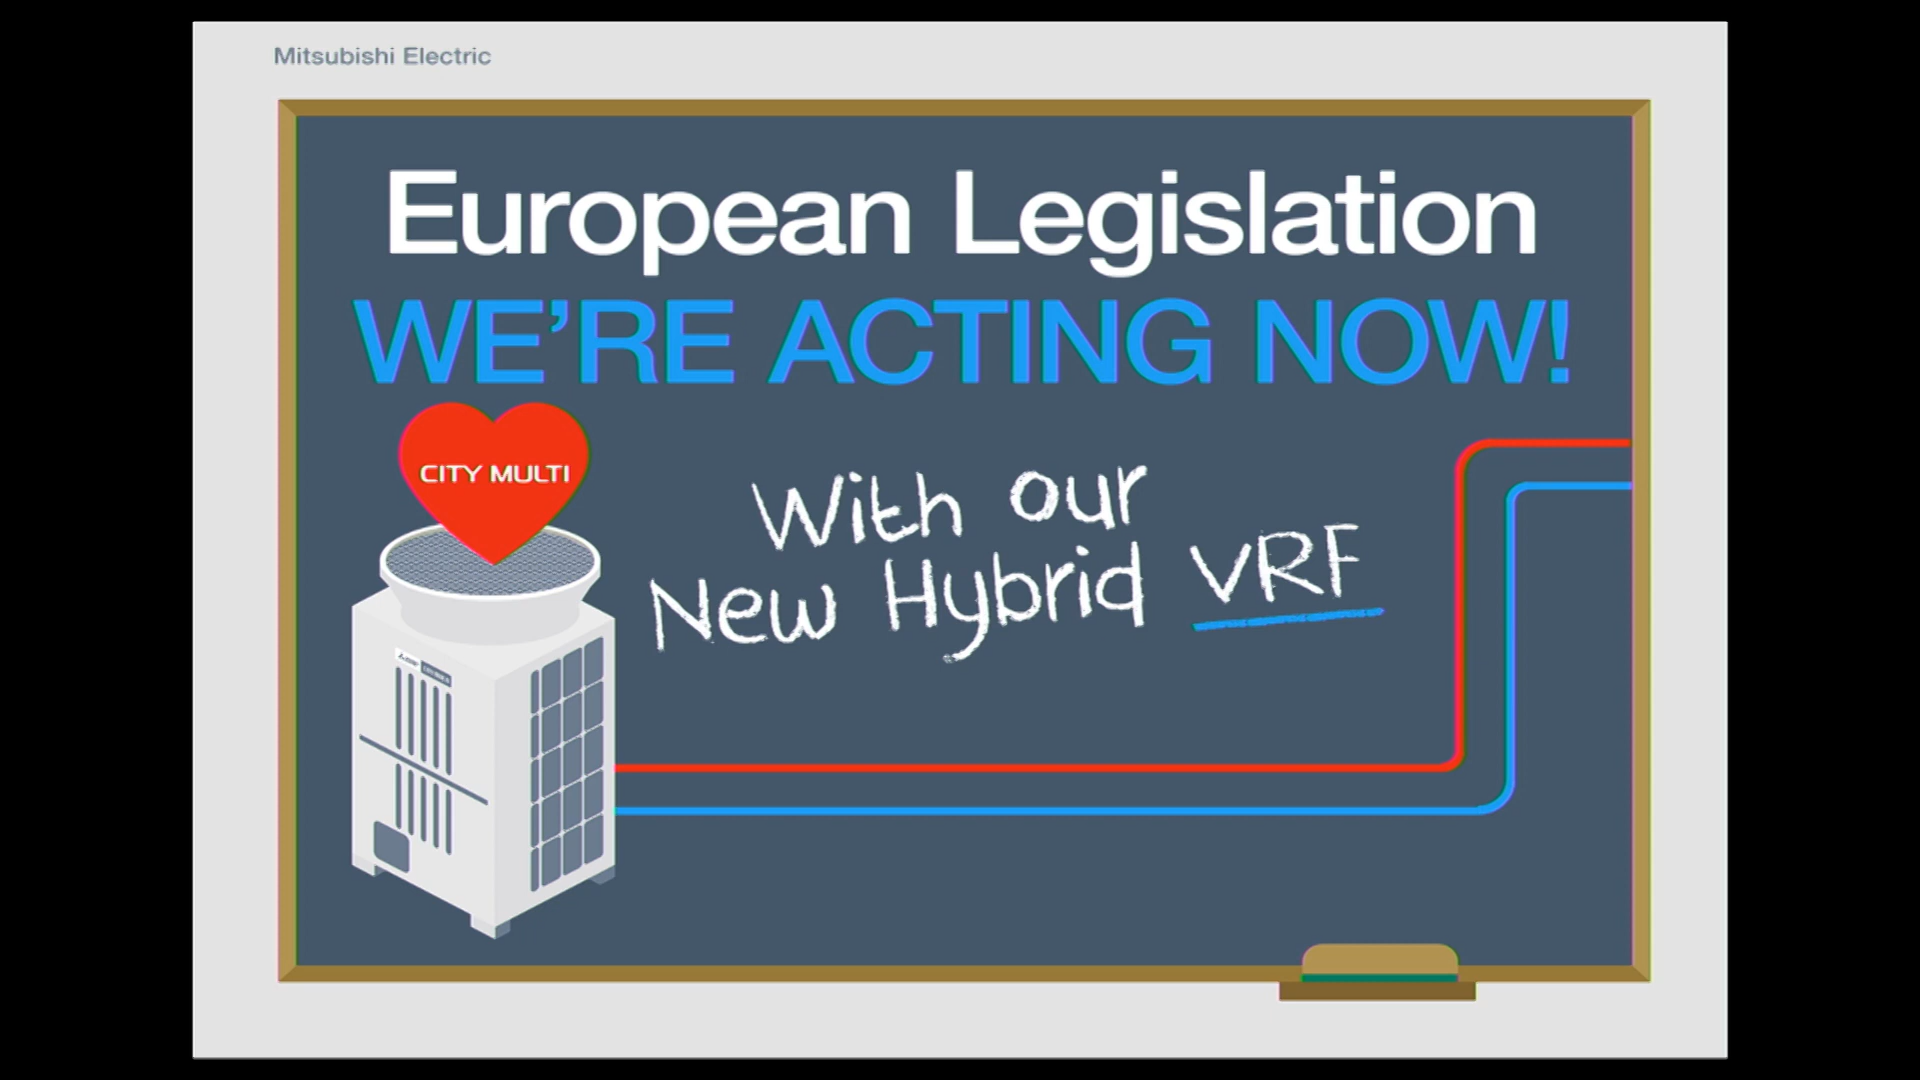 Mitsubishi Electric
European Legislation
WE’RE ACTING NOW!
CITY MULTI
With our
New Hybrid VRF